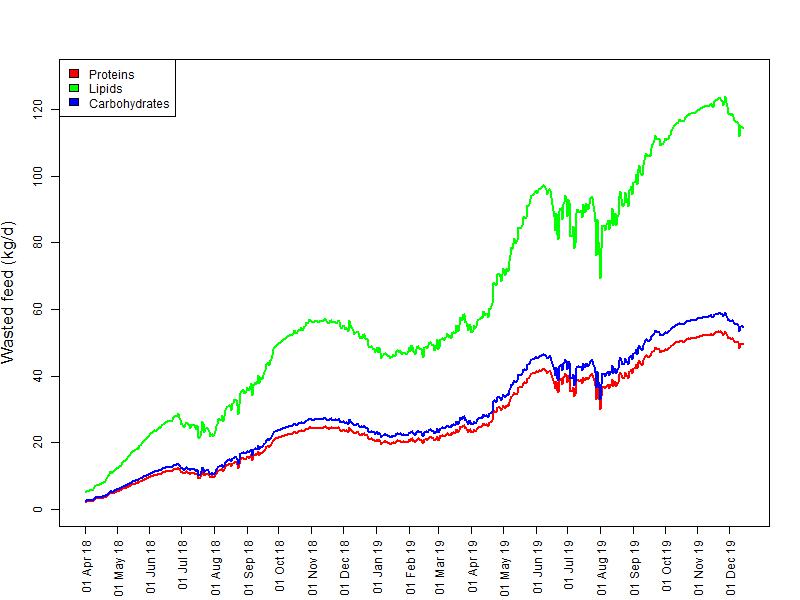 Proteins
Lipids
Carbohydrates
Wasted feed (kg/d)
120
100
80
60
40
20
0
01 Apr 18
01 May 18
01 Jun 18
01 Jul 18
01 Aug 18
01 Sep 18
01 Oct 18
01 Nov 18
01 Dec 18
01 Jan 19
01 Feb 19
01 Mar 19
01 Apr 19
01 May 19
01 Jun 19
01 Jul 19
01 Aug 19
01 Sep 19
01 Oct 19
01 Nov 19
01 Dec 19